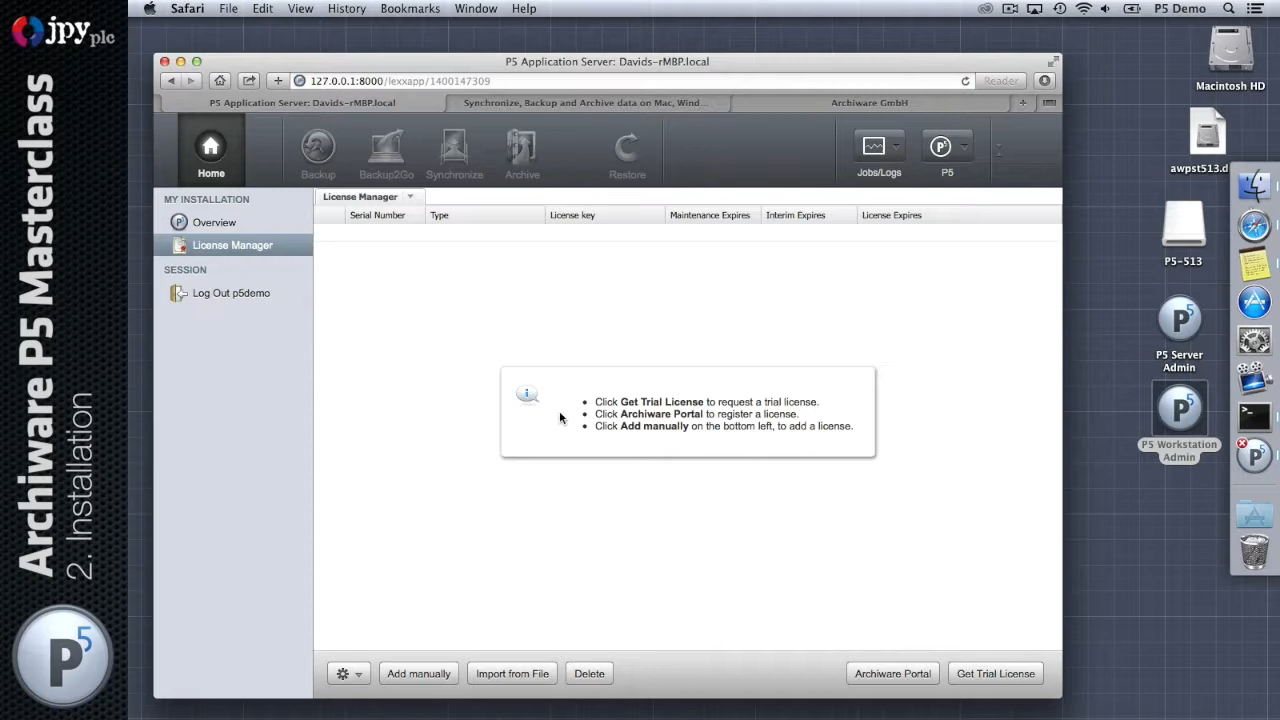 Safari File Edit View History Bookmarks Window Help P5 Demo
jpy plc
Archiware P5 Masterclass
2. Installation
P5
P5 Application Server: Davids-rMBP.local
127.0.0.1:8000/lexxapp/1400147309
Reader
P5 Application Server: Davids-rMBP.local
Synchronize, Backup and Archive data on Mac, Wind...
Archiware GmbH
Home
Backup
Backup2Go
Synchronize
Archive
Restore
Jobs/Logs
P5
P5
MY INSTALLATION
Overview
License Manager
SESSION
Log Out p5demo
License Manager
Serial Number Type License key Maintenance Expires Interim Expires License Expires
• Click Get Trial License to request a trial license.
• Click Archiware Portal to register a license.
• Click Add manually on the bottom left, to add a license.
Add manually
Import from File
Delete
Archiware Portal
Get Trial License
Macintosh HD
awpst513.d
P5-513
P5
P5 Server
Admin
P5
P5 Workstation
Admin
P5